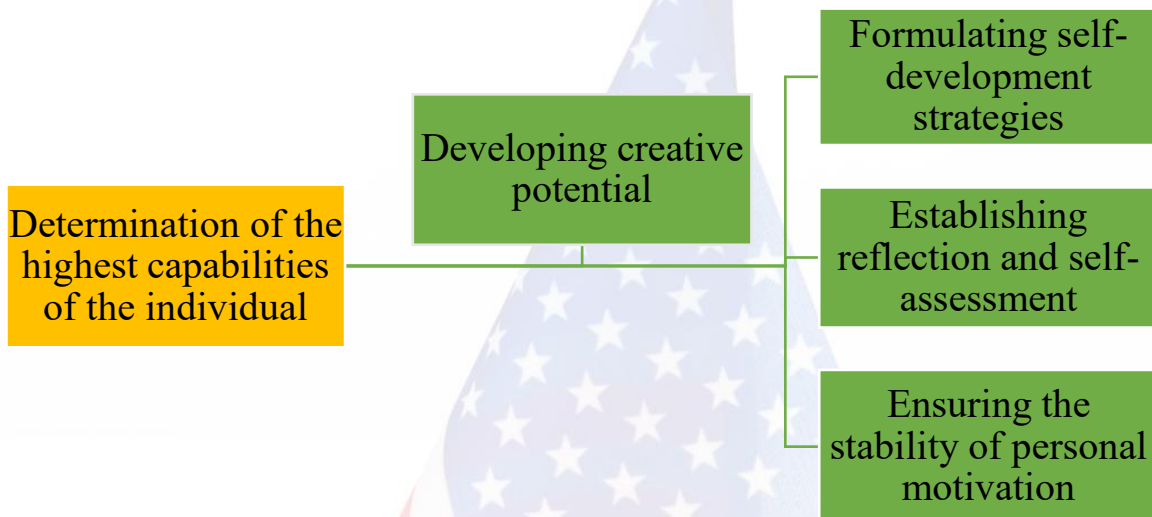 Determination of the
highest capabilities
of the individual
Developing creative
potential
Formulating self-
development
strategies
Establishing
reflection and self-
assessment
Ensuring the
stability of personal
motivation